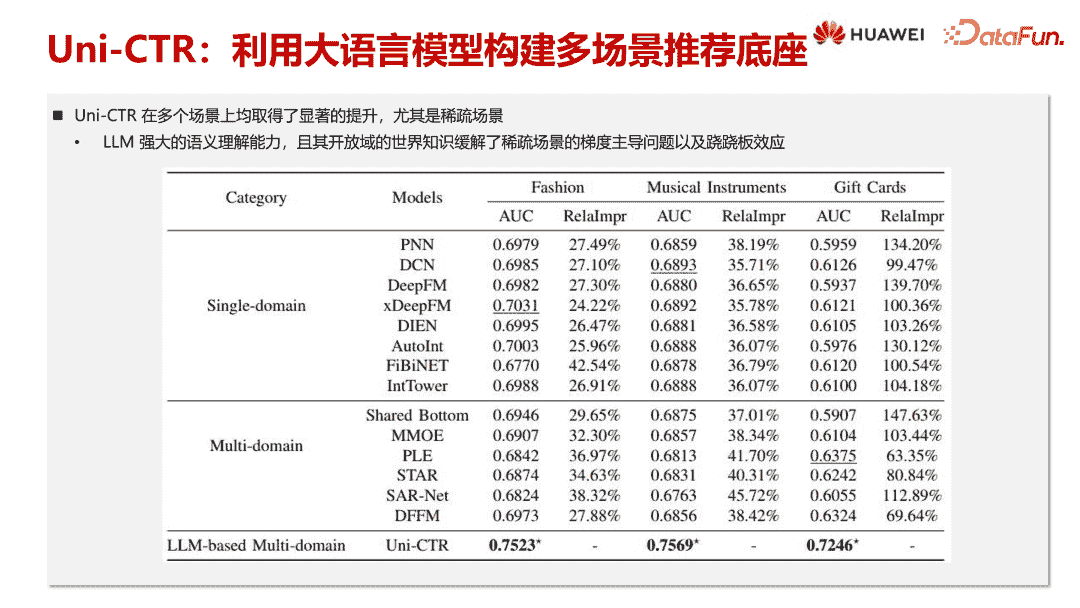 Uni-CTR：利用大语言模型构建多场景推荐底座
HUAWEI
DataFun.
■ Uni-CTR 在多个场景上均取得了显著的提升，尤其是稀疏场景
• LLM 强大的语义理解能力，且其开放域的世界知识缓解了稀疏场景的梯度主导问题以及跷跷板效应
Category Models Fashion Musical Instruments Gift Cards
AUC RelaImpr AUC RelaImpr AUC RelaImpr
PNN 0.6979 27.49% 0.6859 38.19% 0.5959 134.20%
DCN 0.6985 27.10% 0.6893 35.71% 0.6126 99.47%
DeepFM 0.6982 27.30% 0.6880 36.65% 0.5937 139.70%
Single-domain xDeepFM 0.7031 24.22% 0.6892 35.78% 0.6121 100.36%
DIEN 0.6995 26.47% 0.6881 36.58% 0.6105 103.26%
AutoInt 0.7003 25.96% 0.6888 36.07% 0.5976 130.12%
FiBiNET 0.6770 42.54% 0.6878 36.79% 0.6120 100.54%
IntTower 0.6988 26.91% 0.6888 36.07% 0.6100 104.18%
Shared Bottom 0.6946 29.65% 0.6875 37.01% 0.5907 147.63%
MMOE 0.6907 32.30% 0.6857 38.34% 0.6104 103.44%
Multi-domain PLE 0.6842 36.97% 0.6813 41.70% 0.6375 63.35%
STAR 0.6874 34.63% 0.6831 40.31% 0.6242 80.84%
SAR-Net 0.6824 38.32% 0.6763 45.72% 0.6055 112.89%
DFFM 0.6973 27.88% 0.6856 38.42% 0.6324 69.64%
LLM-based Multi-domain Uni-CTR 0.7523* - 0.7569* - 0.7246* -